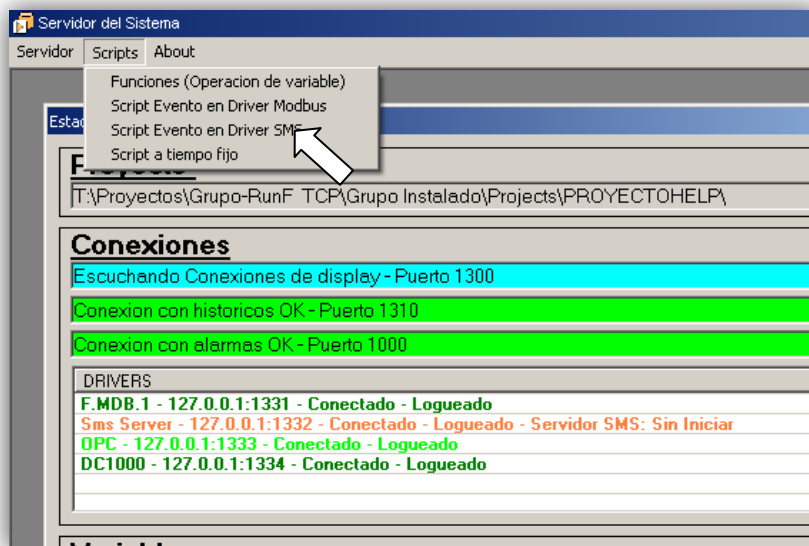 Servidor del Sistema
Servidor Scripts About
Funciones (Operacion de variable)
Script Evento en Driver Modbus
Script Evento en Driver SMS
Script a tiempo fijo
T:\Proyectos\Grupo-RunF TCP\Grupo Instalado\Projects\PROYECTOHELP\
Conexiones
Escuchando Conexiones de display - Puerto 1300
Conexion con historicos OK - Puerto 1310
Conexion con alarmas OK - Puerto 1000
DRIVERS
F.MDB.1 - 127.0.0.1:1331 - Conectado - Logueado
Sms Server - 127.0.0.1:1332 - Conectado - Logueado - Servidor SMS: Sin Iniciar
OPC - 127.0.0.1:1333 - Conectado - Logueado
DC1000 - 127.0.0.1:1334 - Conectado - Logueado